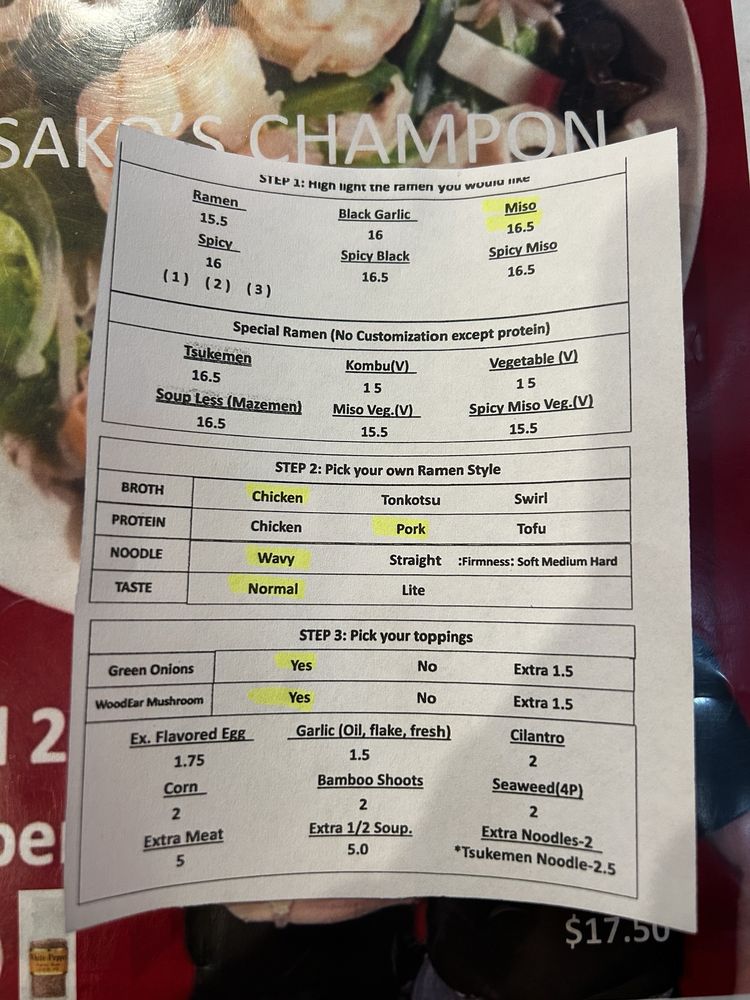 SAKO'S CHAMPON
STEP 1: High light the ramen you would like
Ramen Black Garlic Miso
15.5 16 16.5
Spicy Spicy Black Spicy Miso
16 16.5 16.5
(1) (2) (3)
Special Ramen (No Customization except protein)
Tsukemen Kombu(V) Vegetable (V)
16.5 15 15
Soup Less (Mazemen) Miso Veg.(V) Spicy Miso Veg.(V)
16.5 15.5 15.5
STEP 2: Pick your own Ramen Style
BROTH Chicken Tonkotsu Swirl
PROTEIN Chicken Pork Tofu
NOODLE Wavy Straight :Firmness: Soft Medium Hard
TASTE Normal Lite
STEP 3: Pick your toppings
Green Onions Yes No Extra 1.5
WoodEar Mushroom Yes No Extra 1.5
Ex. Flavored Egg Garlic (Oil, flake, fresh) Cilantro
1.75 1.5 2
Corn Bamboo Shoots Seaweed(4P)
2 2 2
Extra Meat Extra 1/2 Soup. Extra Noodles-2
5 5.0 *Tsukemen Noodle-2.5
2
$17.50
White Pepper